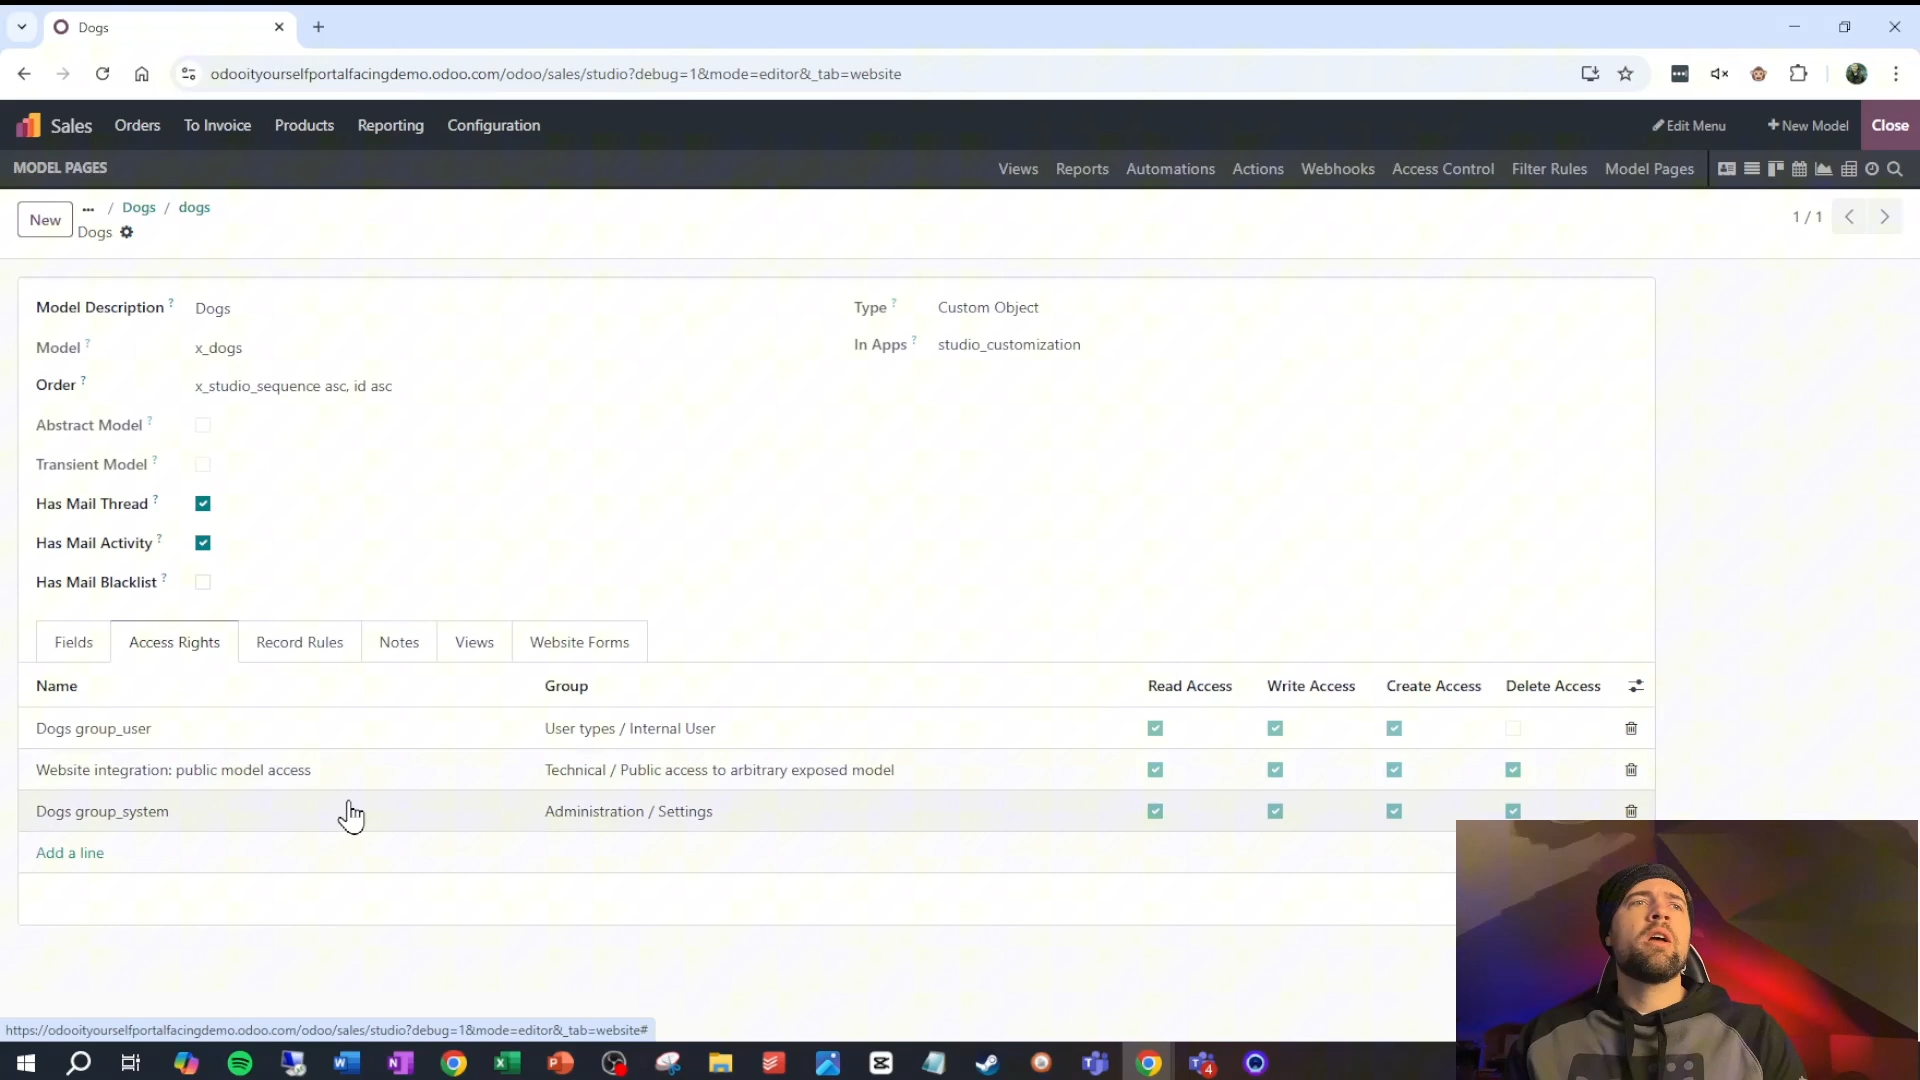 Dogs
odooityourselfportalfacingdemo.odoo.com/odoo/sales/studio?debug=1&mode=editor&_tab=website
Sales Orders To Invoice Products Reporting Configuration Edit Menu +New Model Close
MODEL PAGES Views Reports Automations Actions Webhooks Access Control Filter Rules Model Pages
New ... / Dogs / dogs
Dogs
1 / 1
Model Description ? Dogs Type ? Custom Object
Model ? x_dogs In Apps ? studio_customization
Order ? x_studio_sequence asc, id asc
Abstract Model ?
Transient Model ?
Has Mail Thread ?
Has Mail Activity ?
Has Mail Blacklist ?
Fields Access Rights Record Rules Notes Views Website Forms
Name Group Read Access Write Access Create Access Delete Access
Dogs group_user User types / Internal User
Website integration: public model access Technical / Public access to arbitrary exposed model
Dogs group_system Administration / Settings
Add a line
https://odooityourselfportalfacingdemo.odoo.com/odoo/sales/studio?debug=1&mode=editor&_tab=website#
4